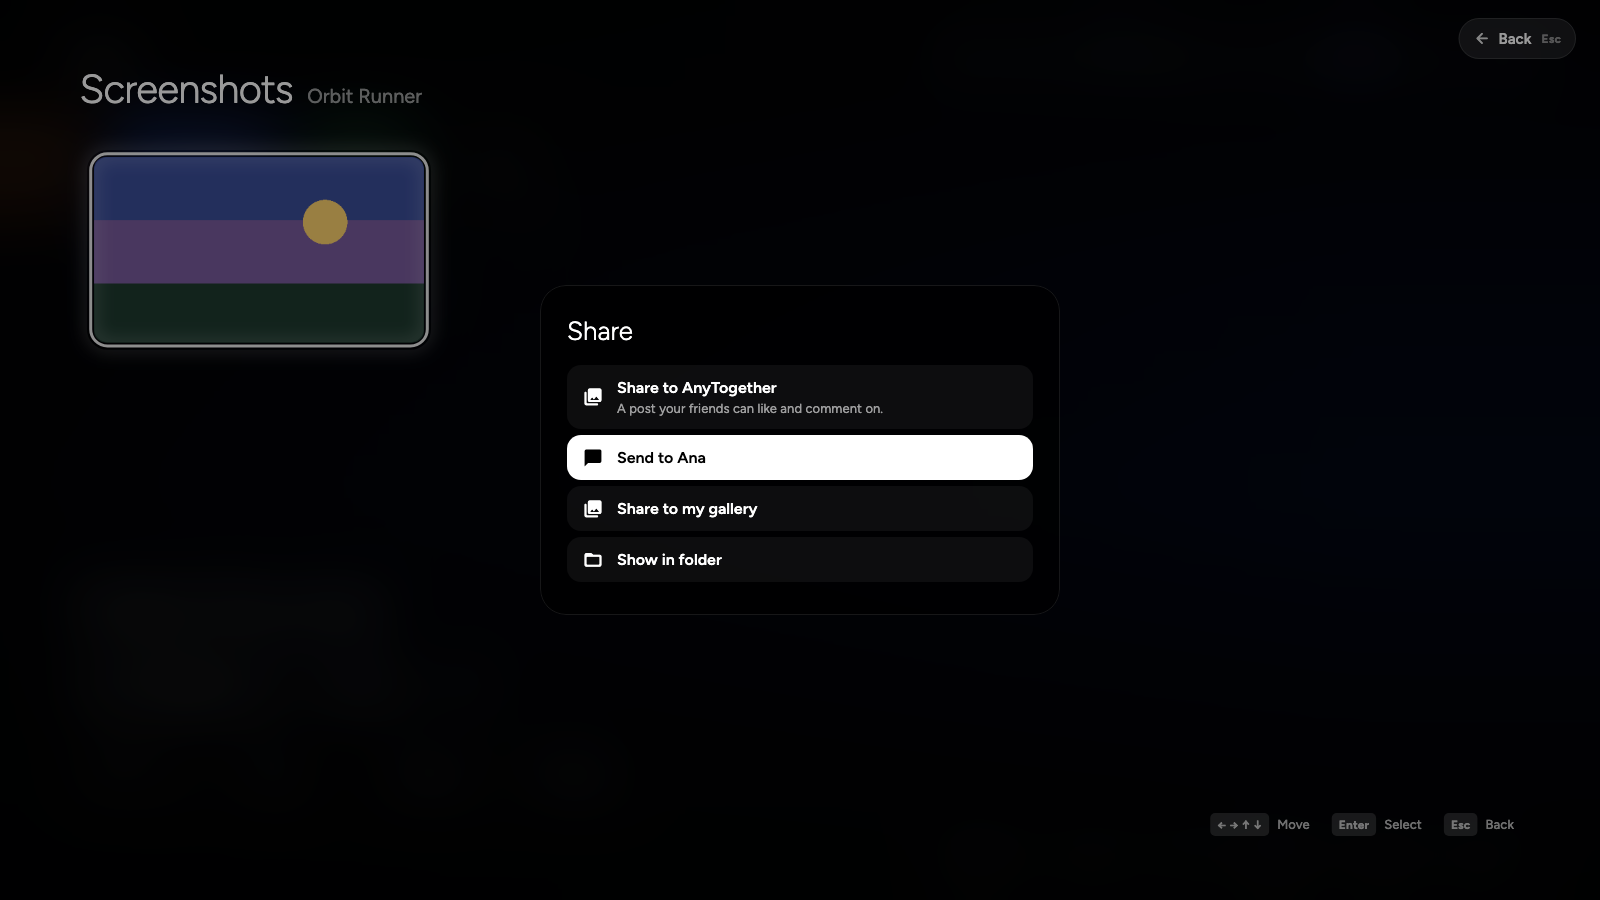 Back Esc
Screenshots Orbit Runner
Share
Share to AnyTogether
A post your friends can like and comment on.
Send to Ana
Share to my gallery
Show in folder
←→↑↓ Move Enter Select Esc Back